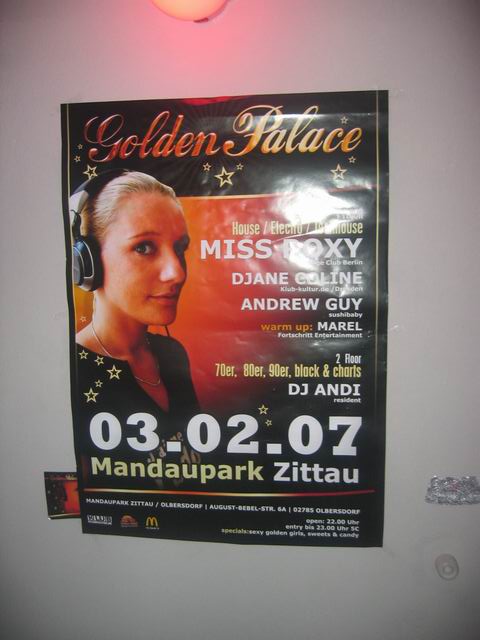 Golden Palace
House / Electro /
MISS ROXY
Club Berlin
DJANE CELINE
Klub-kultur.de /Dresden
ANDREW GUY
sushibaby
warm up: MAREL
Fortschritt Entertainment
2 Floor
70er, 80er, 90er, black & charts
DJ ANDI
resident
03.02.07
Mandaupark Zittau
MANDAUPARK ZITTAU / OLBERSDORF | AUGUST-BEBEL-STR. 6A | 02785 OLBERSDORF
open: 22.00 Uhr
entry bis 23.00 Uhr 5€
specials:sexy golden girls, sweets & candy